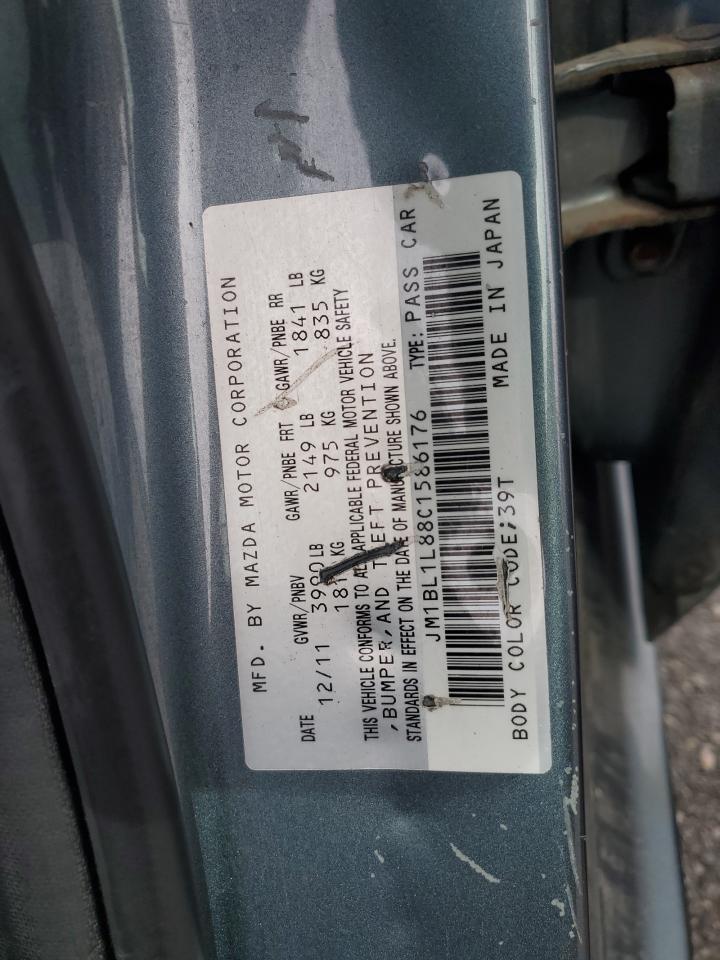 MFD. BY MAZDA MOTOR CORPORATION
DATE GVWR/PNBV GAWR/PNBE FRT GAWR/PNBE RR
12/11 LB 2149 LB 1841 LB
KG 975 KG 835 KG
THIS VEHICLE CONFORMS TO APPLICABLE FEDERAL MOTOR VEHICLE SAFETY
, BUMPER, AND THEFT PREVENTION
STANDARDS IN EFFECT ON THE DATE OF MANUFACTURE SHOWN ABOVE.
JM1BL1L88C1586176 TYPE: PASS CAR
BODY COLOR CODE;39T MADE IN JAPAN